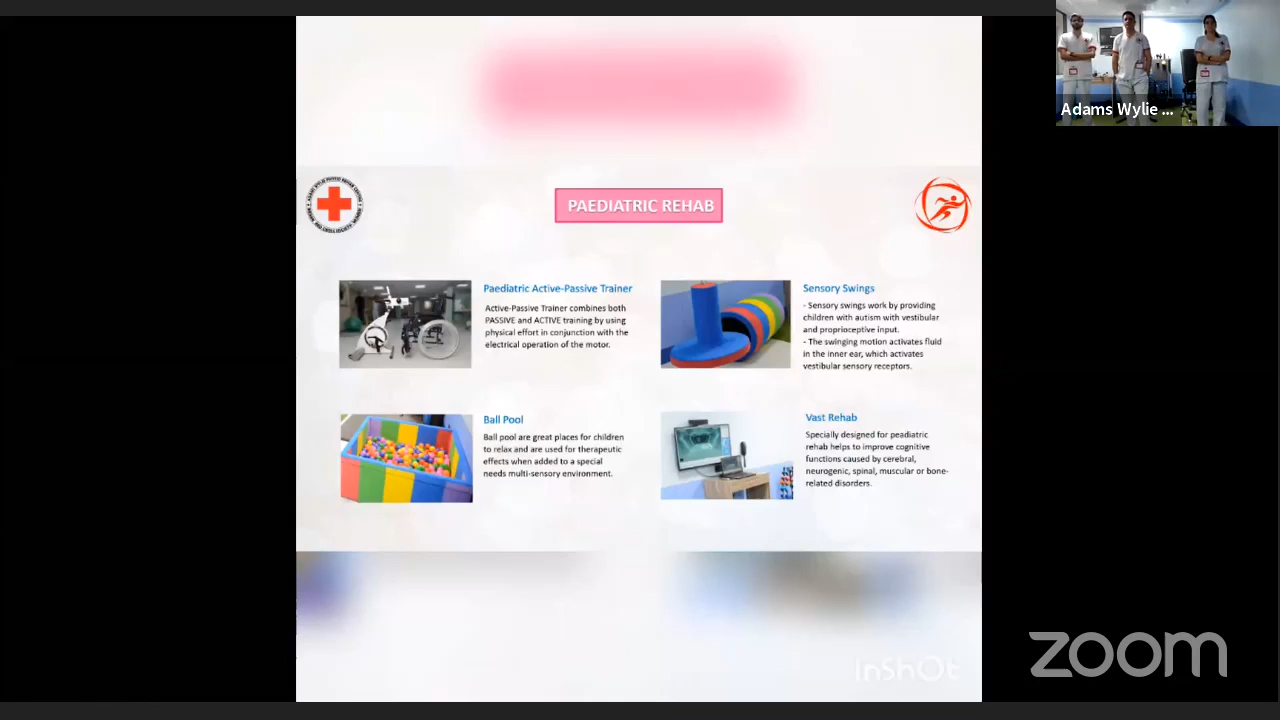 Adams Wylie ...
PAEDIATRIC REHAB
Paediatric Active-Passive Trainer
Active-Passive Trainer combines both
PASSIVE and ACTIVE training by using
physical effort in conjunction with the
electrical operation of the motor.
Sensory Swings
- Sensory swings work by providing
children with autism with vestibular
and proprioceptive input.
- The swinging motion activates fluid
in the inner ear, which activates
vestibular sensory receptors.
Ball Pool
Ball pool are great places for children
to relax and are used for therapeutic
effects when added to a special
needs multi-sensory environment.
Vast Rehab
Specially designed for peadiatric
rehab helps to improve cognitive
functions caused by cerebral,
neurogenic, spinal, muscular or bone-
related disorders.
InShOt
zoom